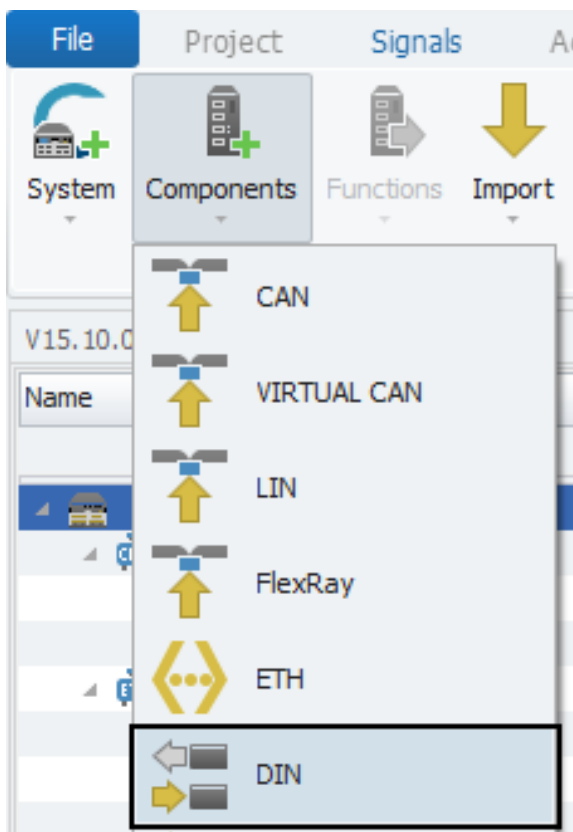 File Project Signals
System Components Functions Import
CAN
V15.10.0
Name
VIRTUAL CAN
LIN
FlexRay
ETH
DIN